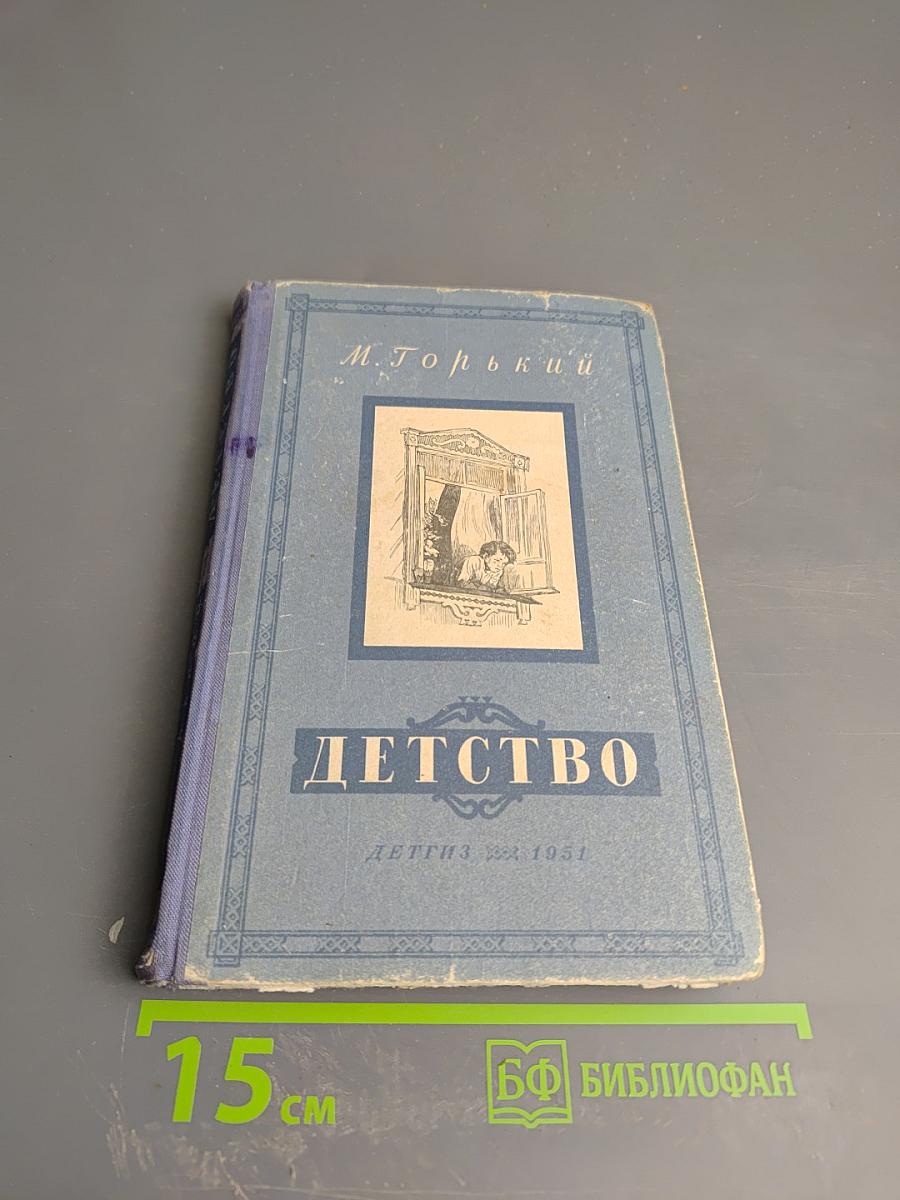 М. Горький
ДЕТСТВО
ДЕТГИЗ 1951
15 см
БФ БИБЛИОФАН